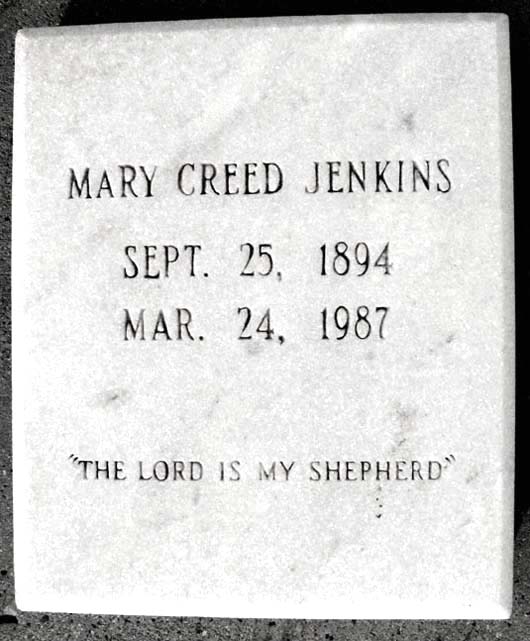 MARY CREED JENKINS
SEPT. 25, 1894
MAR. 24, 1987
"THE LORD IS MY SHEPHERD"